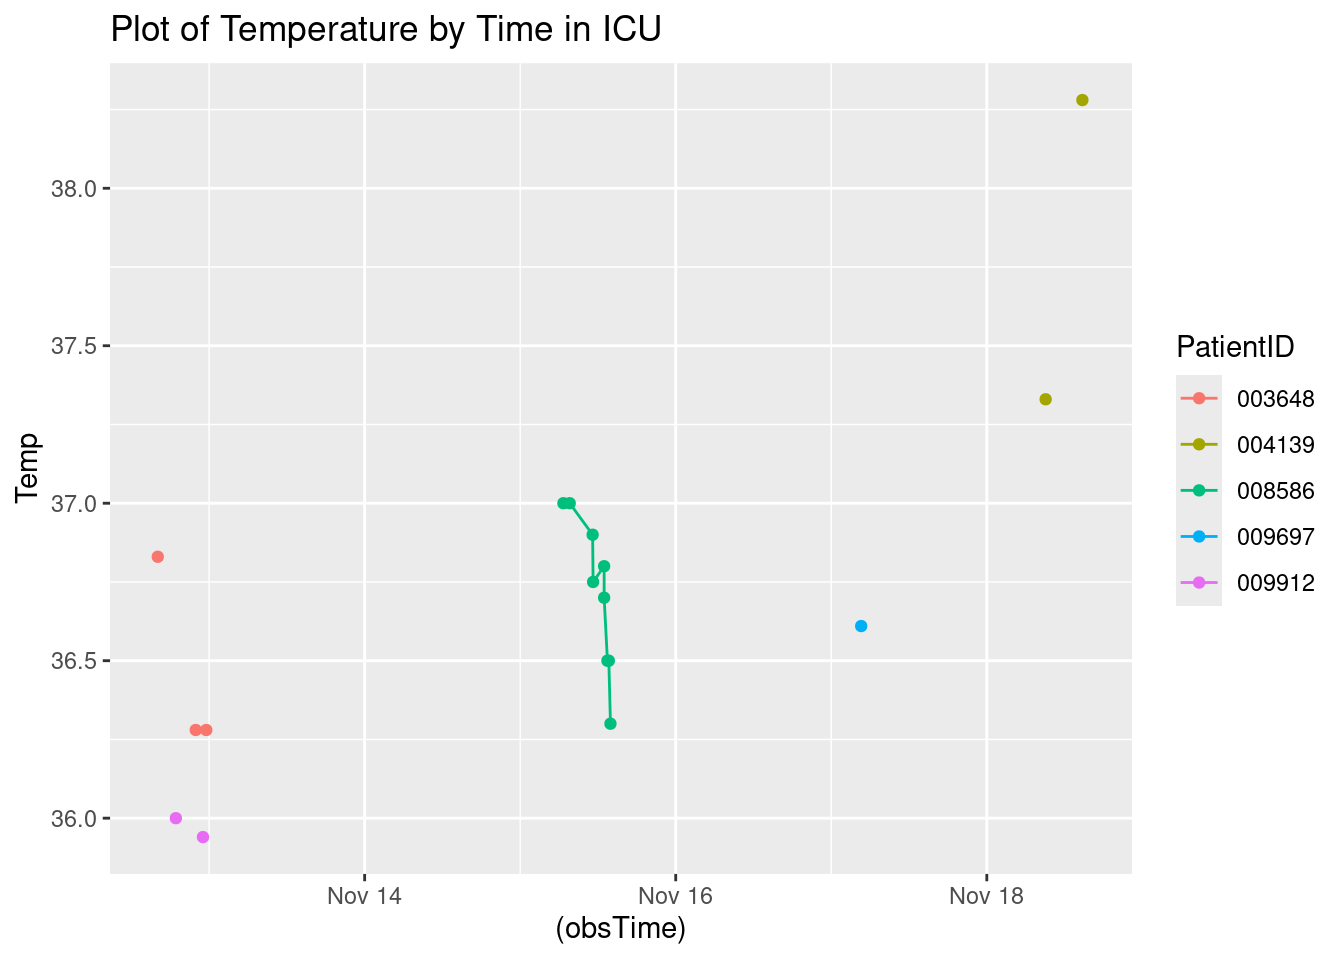 Plot of Temperature by Time in ICU
38.0
37.5
37.0
36.5
36.0
Temp
Nov 14
Nov 16
Nov 18
(obsTime)
PatientID
003648
004139
008586
009697
009912